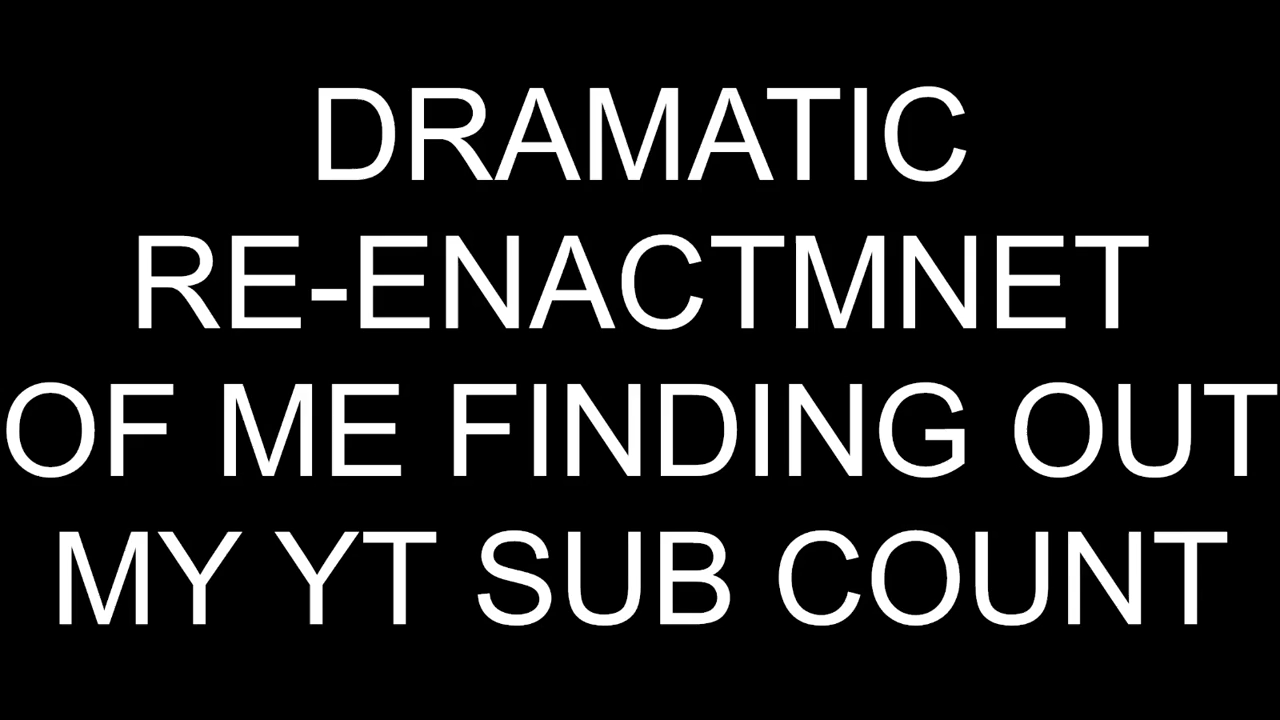 DRAMATIC
RE-ENACTMNET
OF ME FINDING OUT
MY YT SUB COUNT